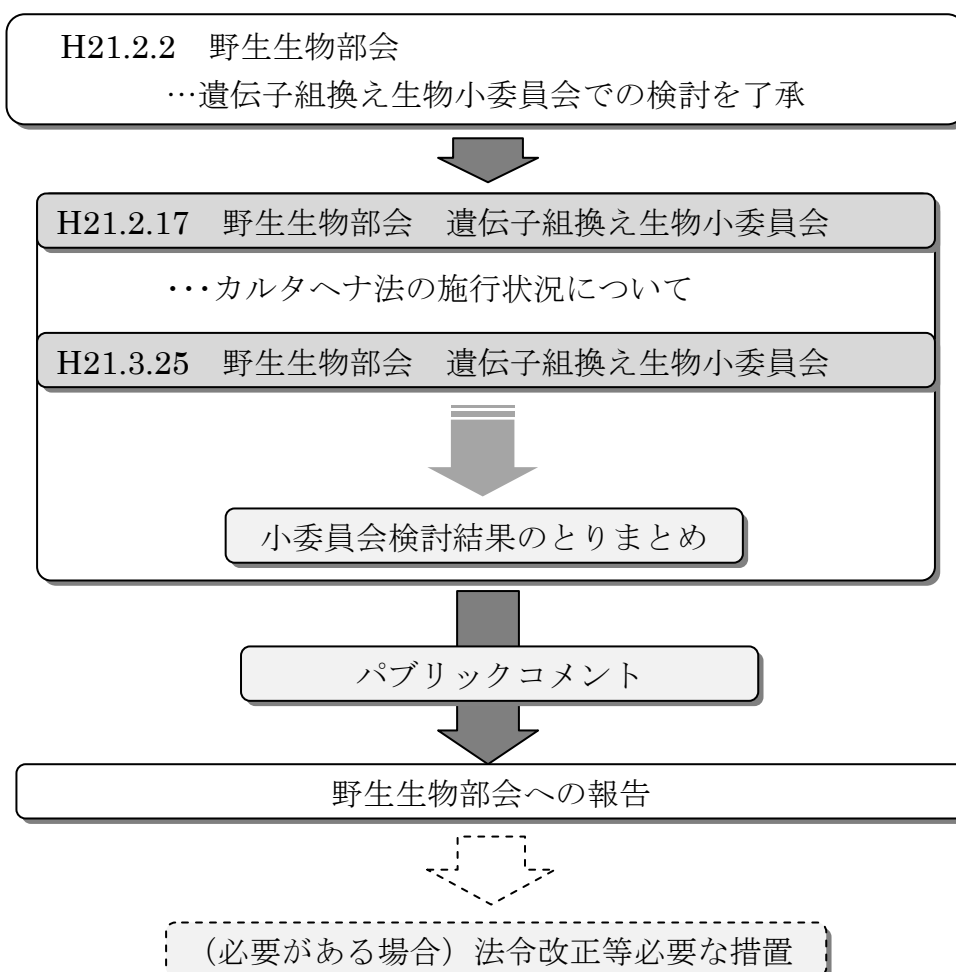 H21.2.2　野生生物部会
…遺伝子組換え生物小委員会での検討を了承
H21.2.17　野生生物部会　遺伝子組換え生物小委員会
･･･カルタヘナ法の施行状況について
H21.3.25　野生生物部会　遺伝子組換え生物小委員会
小委員会検討結果のとりまとめ
パブリックコメント
野生生物部会への報告
（必要がある場合）法令改正等必要な措置